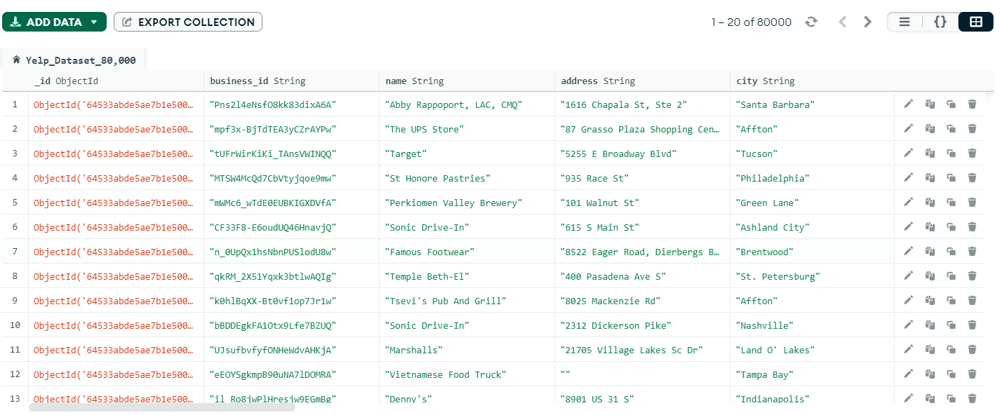 ADD DATA EXPORT COLLECTION 1 – 20 of 80000 {}
Yelp_Dataset_80,000
_id ObjectId business_id String name String address String city String
1 ObjectId('64533abde5ae7b1e500… "Pns2l4eNsfO8kk83dixA6A" "Abby Rappoport, LAC, CMQ" "1616 Chapala St, Ste 2" "Santa Barbara"
2 ObjectId('64533abde5ae7b1e500… "mpf3x-BjTdTEA3yCZrAYPw" "The UPS Store" "87 Grasso Plaza Shopping Cen… "Affton"
3 ObjectId('64533abde5ae7b1e500… "tUFrWirKiKi_TAnsVWINQQ" "Target" "5255 E Broadway Blvd" "Tucson"
4 ObjectId('64533abde5ae7b1e500… "MTSW4McQd7CbVtyjqoe9mw" "St Honore Pastries" "935 Race St" "Philadelphia"
5 ObjectId('64533abde5ae7b1e500… "mWMc6_wTdE0EUBKIGXDVfA" "Perkiomen Valley Brewery" "101 Walnut St" "Green Lane"
6 ObjectId('64533abde5ae7b1e500… "CF33F8-E6oudUQ46HnavjQ" "Sonic Drive-In" "615 S Main St" "Ashland City"
7 ObjectId('64533abde5ae7b1e500… "n_0UpQx1hsNbnPUSlodU8w" "Famous Footwear" "8522 Eager Road, Dierbergs B… "Brentwood"
8 ObjectId('64533abde5ae7b1e500… "qkRM_2X51Yqxk3btlwAQIg" "Temple Beth-El" "400 Pasadena Ave S" "St. Petersburg"
9 ObjectId('64533abde5ae7b1e500… "k0hlBqXX-Bt0vf1op7Jr1w" "Tsevi's Pub And Grill" "8025 Mackenzie Rd" "Affton"
10 ObjectId('64533abde5ae7b1e500… "bBDDEgkFA1Otx9Lfe7BZUQ" "Sonic Drive-In" "2312 Dickerson Pike" "Nashville"
11 ObjectId('64533abde5ae7b1e500… "UJsufbvfyfONHeWdvAHKjA" "Marshalls" "21705 Village Lakes Sc Dr" "Land O' Lakes"
12 ObjectId('64533abde5ae7b1e500… "eEOYSgkmpB90uNA7lDOMRA" "Vietnamese Food Truck" "" "Tampa Bay"
13 ObjectId('64533abde5ae7b1e500… "il_Ro8jwPlHresjw9EGmBg" "Denny's" "8901 US 31 S" "Indianapolis"